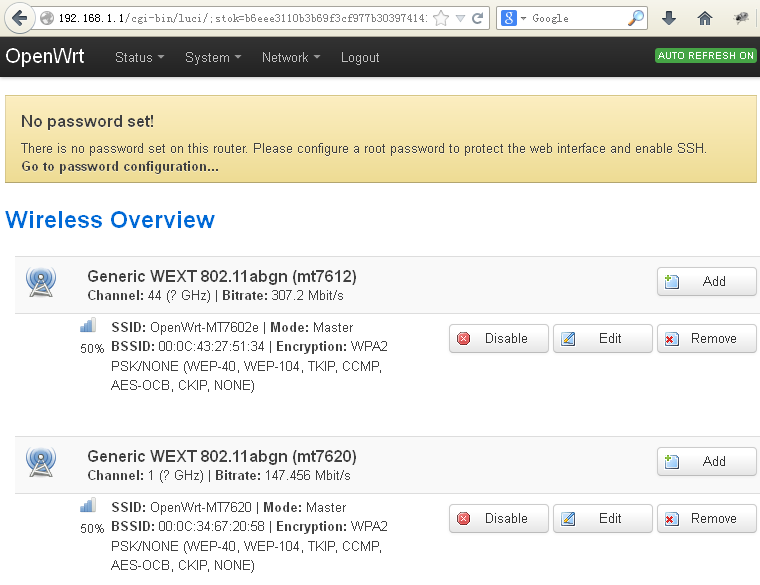 192.168.1.1/cgi-bin/luci/;stok=b6eee3110b3b69f3cf977b30397414: Google
OpenWrt Status System Network Logout AUTO REFRESH ON
No password set!
There is no password set on this router. Please configure a root password to protect the web interface and enable SSH.
Go to password configuration...
Wireless Overview
Generic WEXT 802.11abgn (mt7612)
Channel: 44 (? GHz) | Bitrate: 307.2 Mbit/s
Add
SSID: OpenWrt-MT7602e | Mode: Master
50% BSSID: 00:0C:43:27:51:34 | Encryption: WPA2
PSK/NONE (WEP-40, WEP-104, TKIP, CCMP,
AES-OCB, CKIP, NONE)
Disable Edit Remove
Generic WEXT 802.11abgn (mt7620)
Channel: 1 (? GHz) | Bitrate: 147.456 Mbit/s
Add
SSID: OpenWrt-MT7620 | Mode: Master
50% BSSID: 00:0C:34:67:20:58 | Encryption: WPA2
PSK/NONE (WEP-40, WEP-104, TKIP, CCMP,
AES-OCB, CKIP, NONE)
Disable Edit Remove